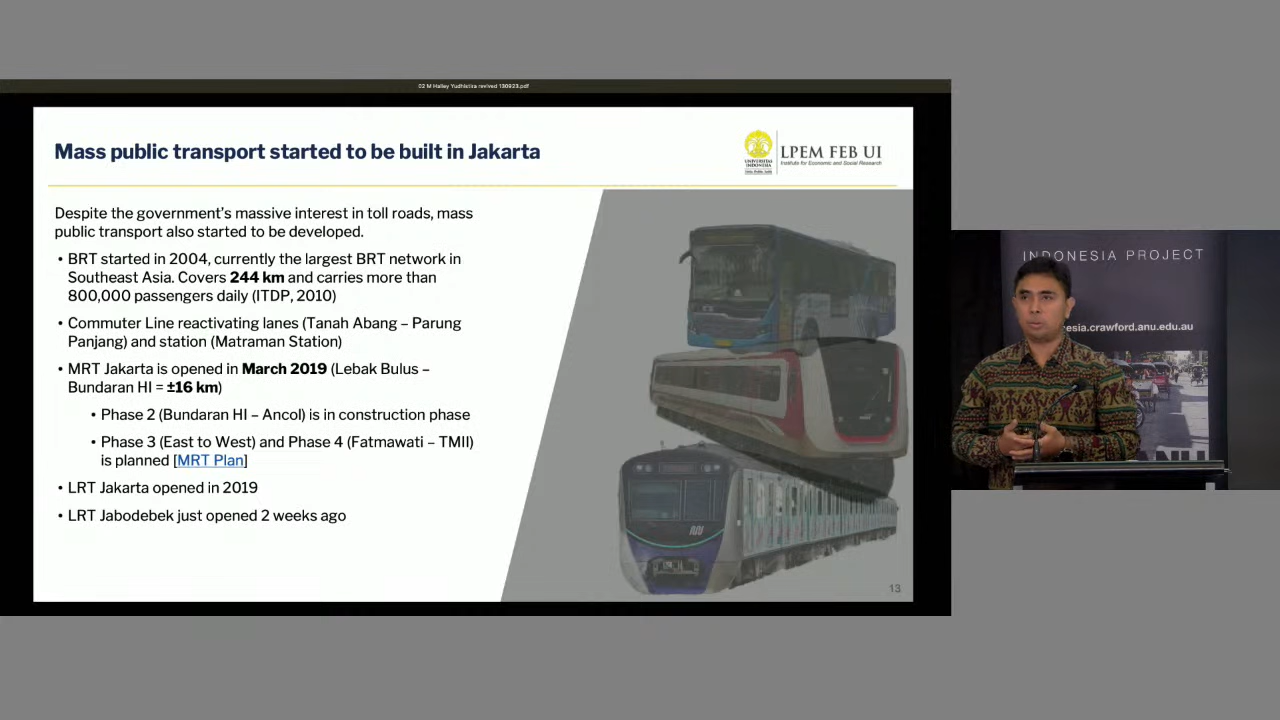 02 M Halley Yudhistira revived 130923.pdf
Mass public transport started to be built in Jakarta
UNIVERSITAS
INDONESIA
LPEM FEB UI
Institute for Economic and Social Research
Despite the government's massive interest in toll roads, mass
public transport also started to be developed.
• BRT started in 2004, currently the largest BRT network in
Southeast Asia. Covers 244 km and carries more than
800,000 passengers daily (ITDP, 2010)
• Commuter Line reactivating lanes (Tanah Abang – Parung
Panjang) and station (Matraman Station)
• MRT Jakarta is opened in March 2019 (Lebak Bulus –
Bundaran HI = ±16 km)
• Phase 2 (Bundaran HI – Ancol) is in construction phase
• Phase 3 (East to West) and Phase 4 (Fatmawati – TMII)
is planned [MRT Plan]
• LRT Jakarta opened in 2019
• LRT Jabodebek just opened 2 weeks ago
13
INDONESIA PROJECT
esia.crawford.anu.edu.au